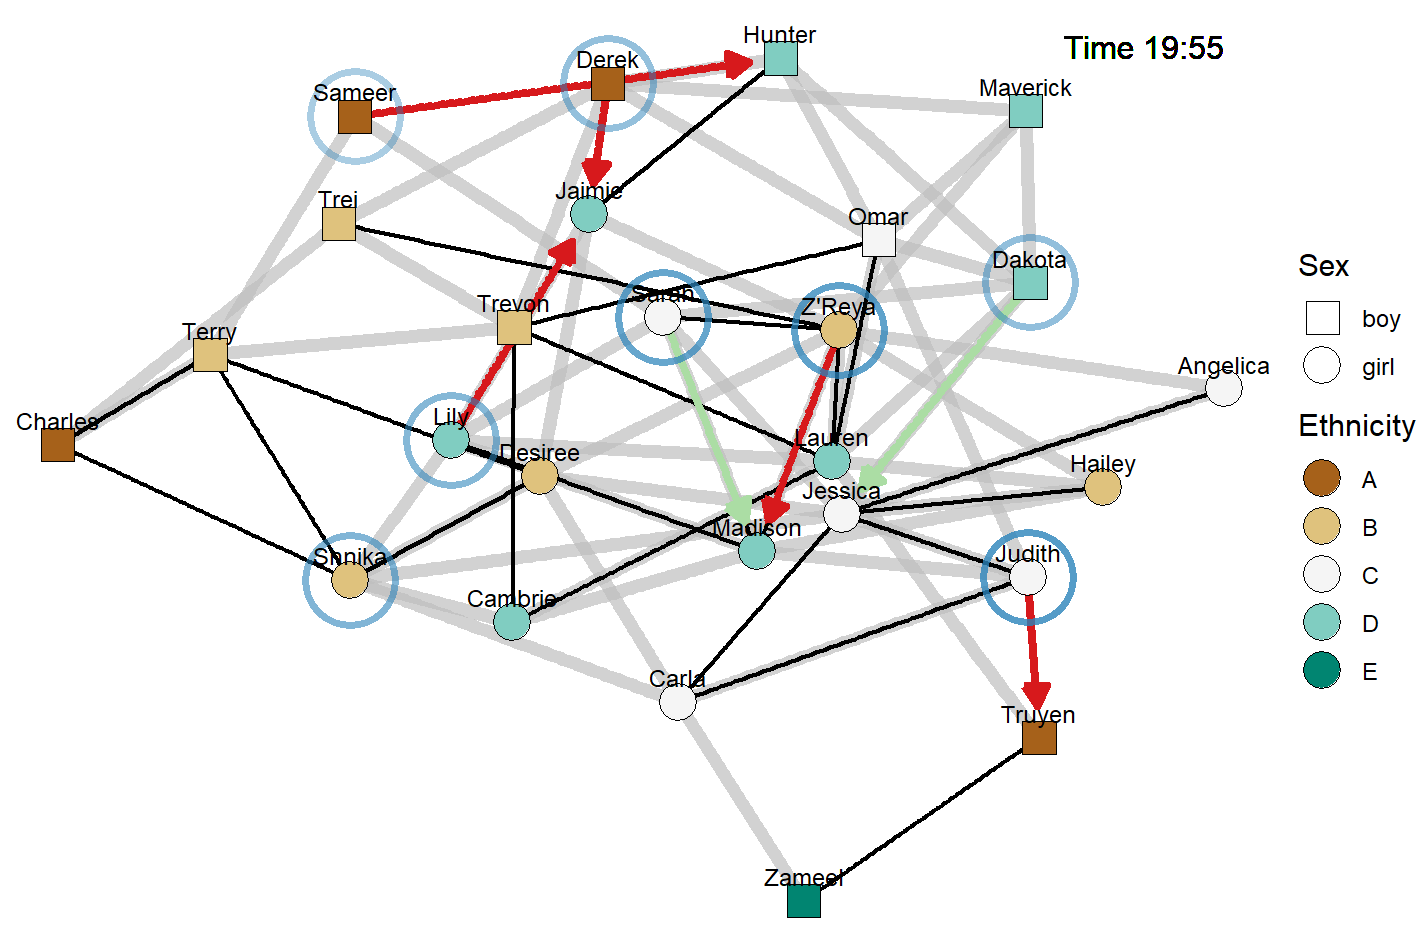 Hunter
Time 19:55
Derek
Sameer
Maverick
Jaimie
Trei
Omar
Dakota
Sarah
Trevon
Z'Reya
Terry
Angelica
Charles
Lily
Lauren
Desiree
Hailey
Jessica
Madison
Shnika
Judith
Cambrie
Carla
Truyen
Zameel
Sex
boy
girl
Ethnicity
A
B
C
D
E